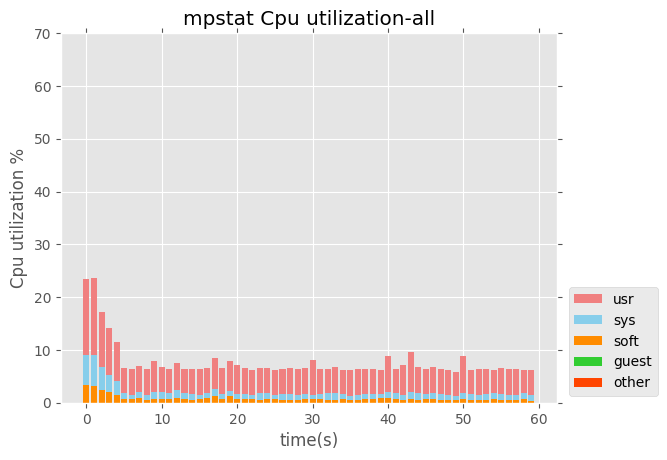 mpstat Cpu utilization-all
Cpu utilization %
70
60
50
40
30
20
10
0
0 10 20 30 40 50 60
time(s)
usr
sys
soft
guest
other